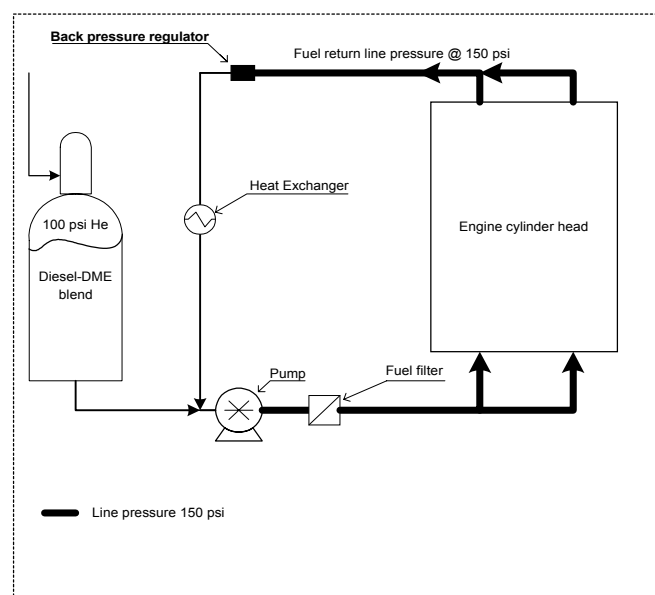 Back pressure regulator
Fuel return line pressure @ 150 psi
Heat Exchanger
100 psi He
Engine cylinder head
Diesel-DME
blend
Pump
Fuel filter
Line pressure 150 psi